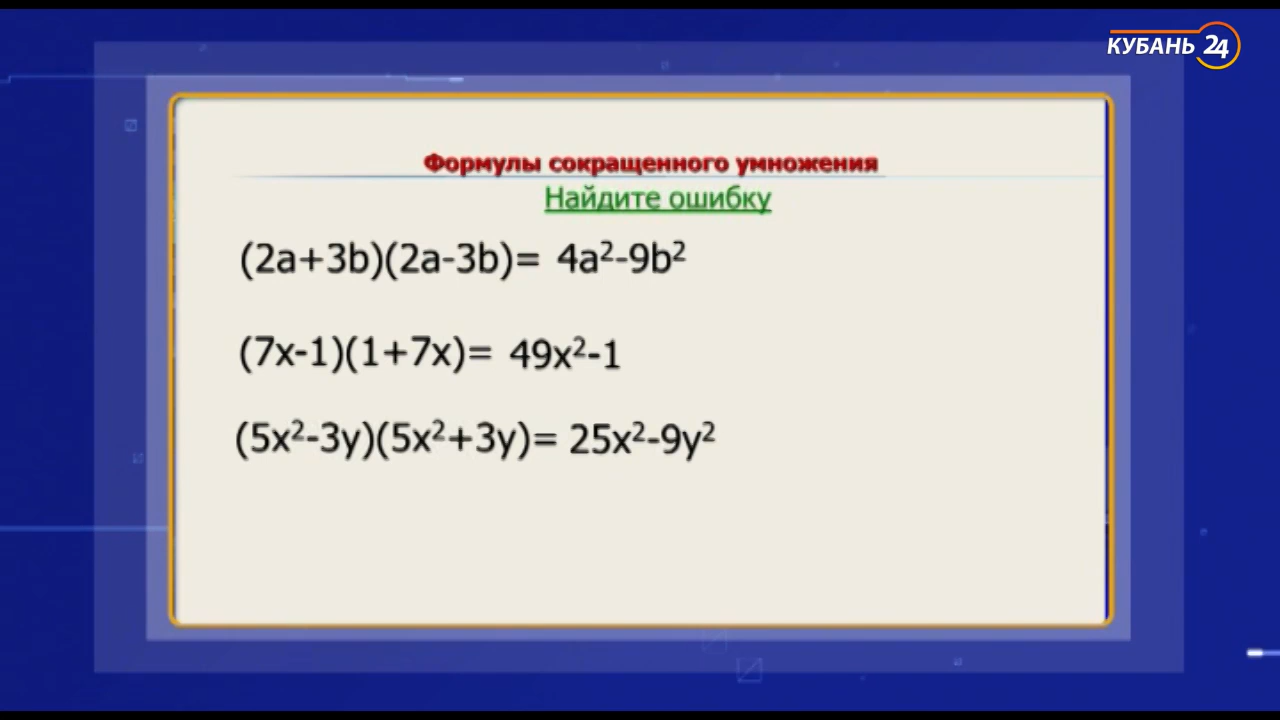 КУБАНЬ 24
Формулы сокращенного умножения
Найдите ошибку
(2a+3b)(2a-3b)= 4a²-9b²
(7x-1)(1+7x)= 49x²-1
(5x²-3y)(5x²+3y)= 25x²-9y²